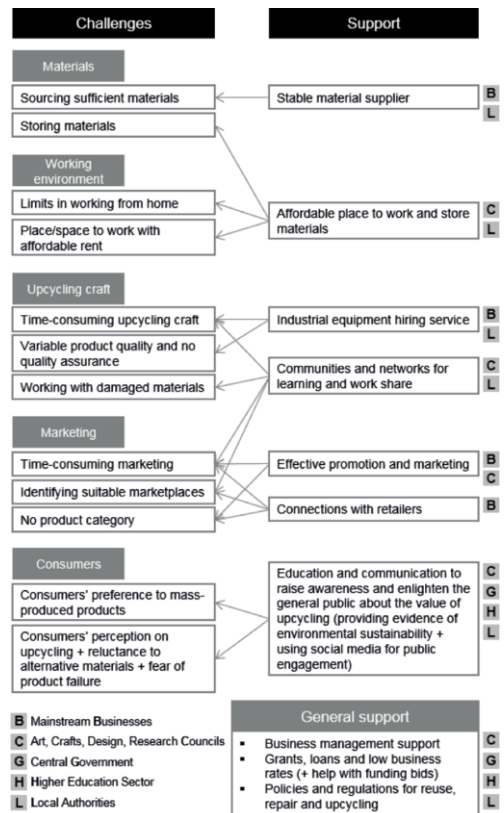 Challenges
Support
Materials
Sourcing sufficient materials
Stable material supplier
B
L
Storing materials
Working
environment
Limits in working from home
Place/space to work with
affordable rent
Affordable place to work and store
materials
C
L
Upcycling craft
Time-consuming upcycling craft
Industrial equipment hiring service
B
L
Variable product quality and no
quality assurance
Working with damaged materials
Communities and networks for
learning and work share
C
L
Marketing
Time-consuming marketing
Effective promotion and marketing
B
C
Identifying suitable marketplaces
Connections with retailers
B
No product category
Consumers
Consumers' preference to mass-
produced products
Consumers' perception on
upcycling + reluctance to
alternative materials + fear of
product failure
Education and communication to
raise awareness and enlighten the
general public about the value of
upcycling (providing evidence of
environmental sustainability +
using social media for public
engagement)
C
G
H
L
B Mainstream Businesses
C Art, Crafts, Design, Research Councils
G Central Government
H Higher Education Sector
L Local Authorities
General support
▪ Business management support
▪ Grants, loans and low business
rates (+ help with funding bids)
▪ Policies and regulations for reuse,
repair and upcycling
C
G
H
L